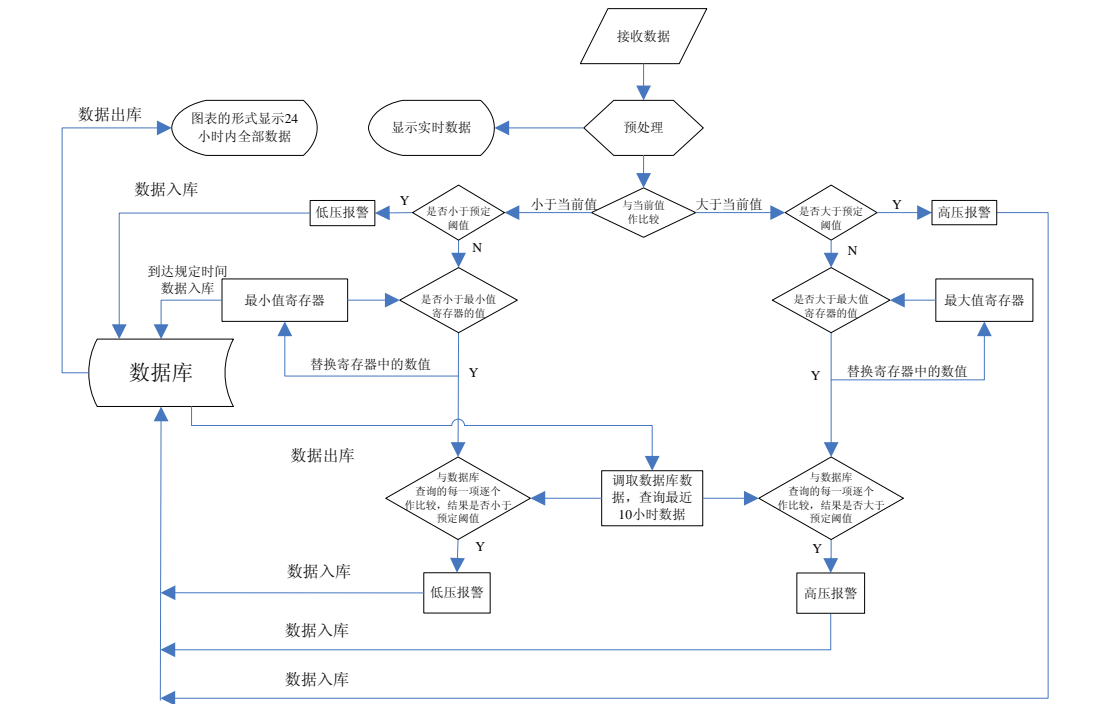 接收数据
数据出库
图表的形式显示24
小时内全部数据
显示实时数据
预处理
数据入库
低压报警
Y
是否小于预定
阈值
小于当前值
与当前值
作比较
大于当前值
是否大于预定
阈值
Y
高压报警
N
N
到达规定时间
数据入库
最小值寄存器
是否小于最小值
寄存器的值
是否大于最大值
寄存器的值
最大值寄存器
数据库
替换寄存器中的数值
Y
Y
替换寄存器中的数值
数据出库
与数据库
查询的每一项逐个
作比较，结果是否小于
预定阈值
调取数据库数
据，查询最近
10小时数据
与数据库
查询的每一项逐个
作比较，结果是否大于
预定阈值
Y
Y
数据入库
低压报警
高压报警
数据入库
数据入库